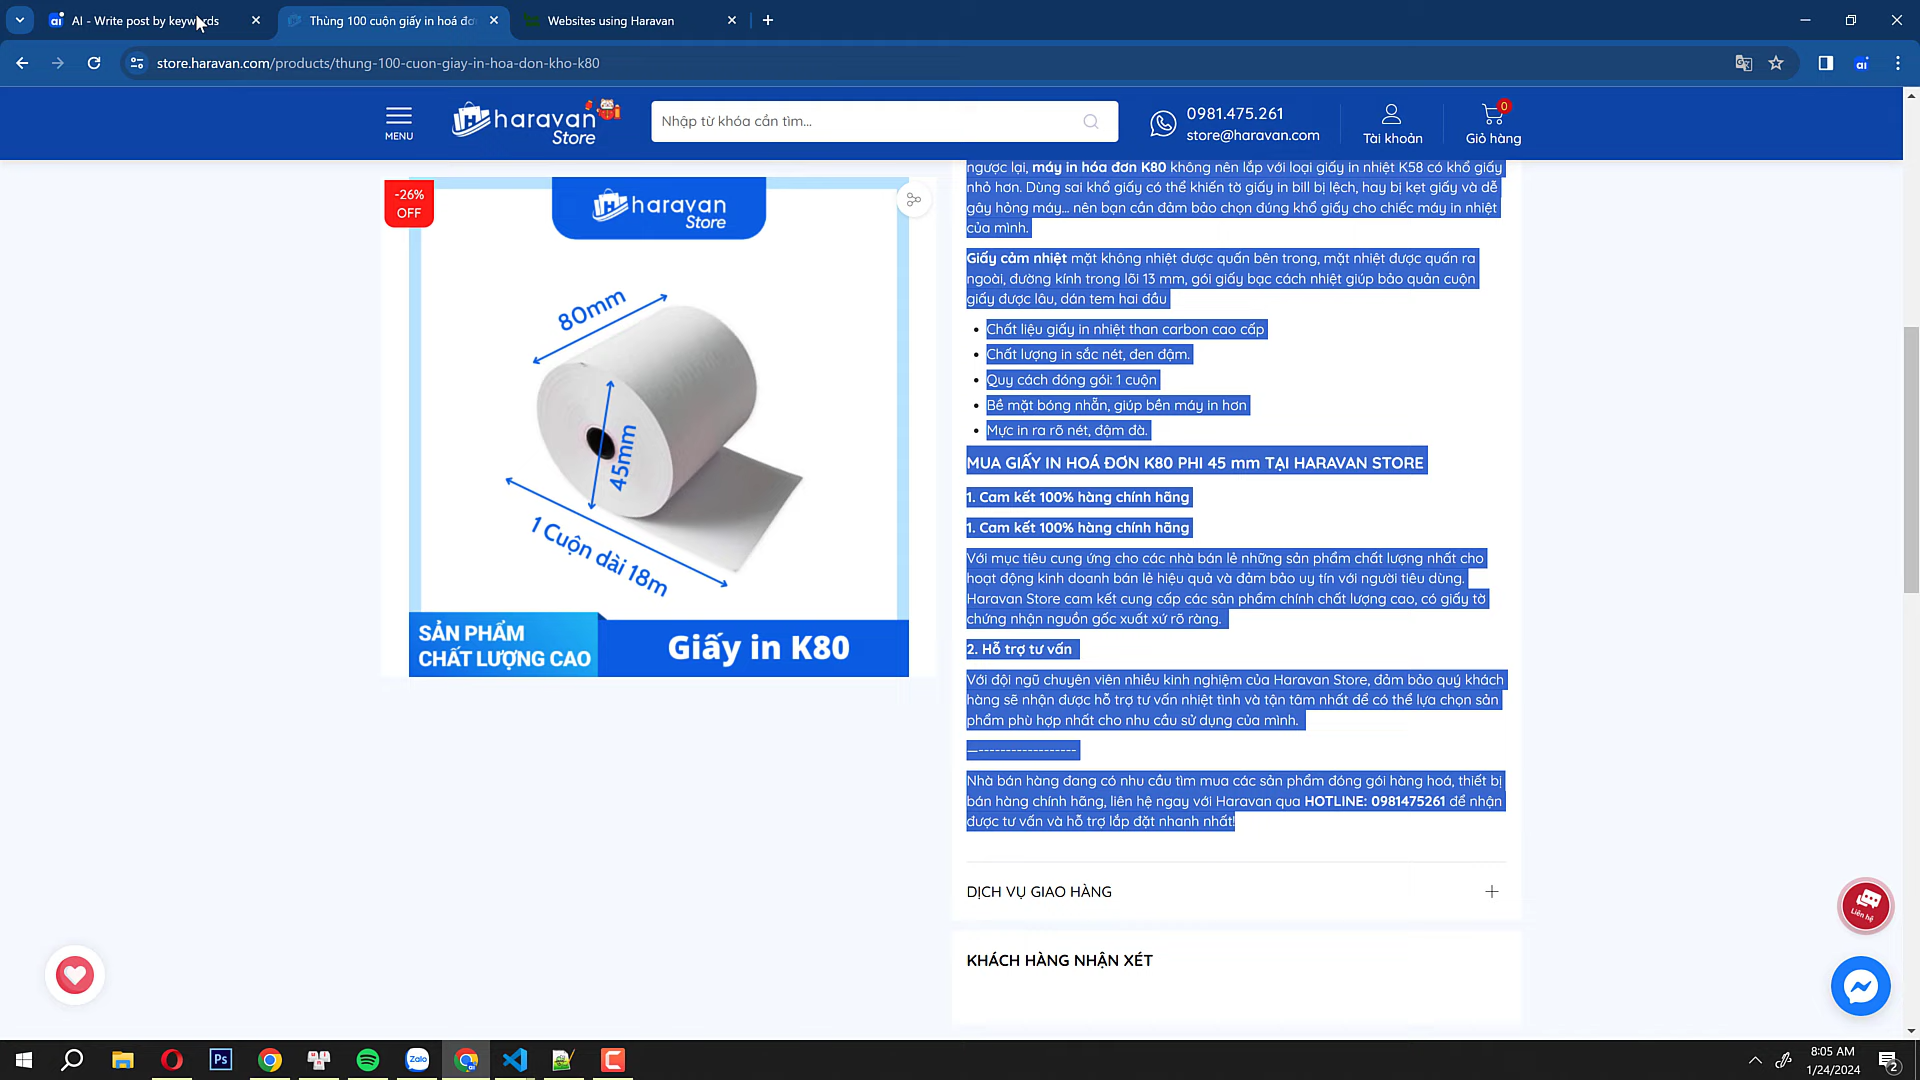 AI - Write post by keywords
Thùng 100 cuộn giấy in hoá đơ
Websites using Haravan
store.haravan.com/products/thung-100-cuon-giay-in-hoa-don-kho-k80
MENU
haravan
Store
Nhập từ khóa cần tìm...
0981.475.261
store@haravan.com
Tài khoản
0
Giỏ hàng
-26%
OFF
haravan
Store
80mm
45mm
1 Cuộn dài 18m
SẢN PHẨM
CHẤT LƯỢNG CAO
Giấy in K80
ngược lại, máy in hóa đơn K80 không nên lắp với loại giấy in nhiệt K58 có khổ giấy
nhỏ hơn. Dùng sai khổ giấy có thể khiến tờ giấy in bill bị lệch, hay bị kẹt giấy và dễ
gây hỏng máy... nên bạn cần đảm bảo chọn đúng khổ giấy cho chiếc máy in nhiệt
của mình.
Giấy cảm nhiệt mặt không nhiệt được quấn bên trong, mặt nhiệt được quấn ra
ngoài, đường kính trong lõi 13 mm, gói giấy bạc cách nhiệt giúp bảo quản cuộn
giấy được lâu, dán tem hai đầu
Chất liệu giấy in nhiệt than carbon cao cấp
Chất lượng in sắc nét, đen đậm.
Quy cách đóng gói: 1 cuộn
Bề mặt bóng nhẵn, giúp bền máy in hơn
Mực in ra rõ nét, đậm đà.
MUA GIẤY IN HOÁ ĐƠN K80 PHI 45 mm TẠI HARAVAN STORE
1. Cam kết 100% hàng chính hãng
1. Cam kết 100% hàng chính hãng
Với mục tiêu cung ứng cho các nhà bán lẻ những sản phẩm chất lượng nhất cho
hoạt động kinh doanh bán lẻ hiệu quả và đảm bảo uy tín với người tiêu dùng.
Haravan Store cam kết cung cấp các sản phẩm chính chất lượng cao, có giấy tờ
chứng nhận nguồn gốc xuất xứ rõ ràng.
2. Hỗ trợ tư vấn
Với đội ngũ chuyên viên nhiều kinh nghiệm của Haravan Store, đảm bảo quý khách
hàng sẽ nhận được hỗ trợ tư vấn nhiệt tình và tận tâm nhất để có thể lựa chọn sản
phẩm phù hợp nhất cho nhu cầu sử dụng của mình.
—-------------------
Nhà bán hàng đang có nhu cầu tìm mua các sản phẩm đóng gói hàng hoá, thiết bị
bán hàng chính hãng, liên hệ ngay với Haravan qua HOTLINE: 0981475261 để nhận
được tư vấn và hỗ trợ lắp đặt nhanh nhất!
DỊCH VỤ GIAO HÀNG
KHÁCH HÀNG NHẬN XÉT
Liên hệ
8:05 AM
1/24/2024
2